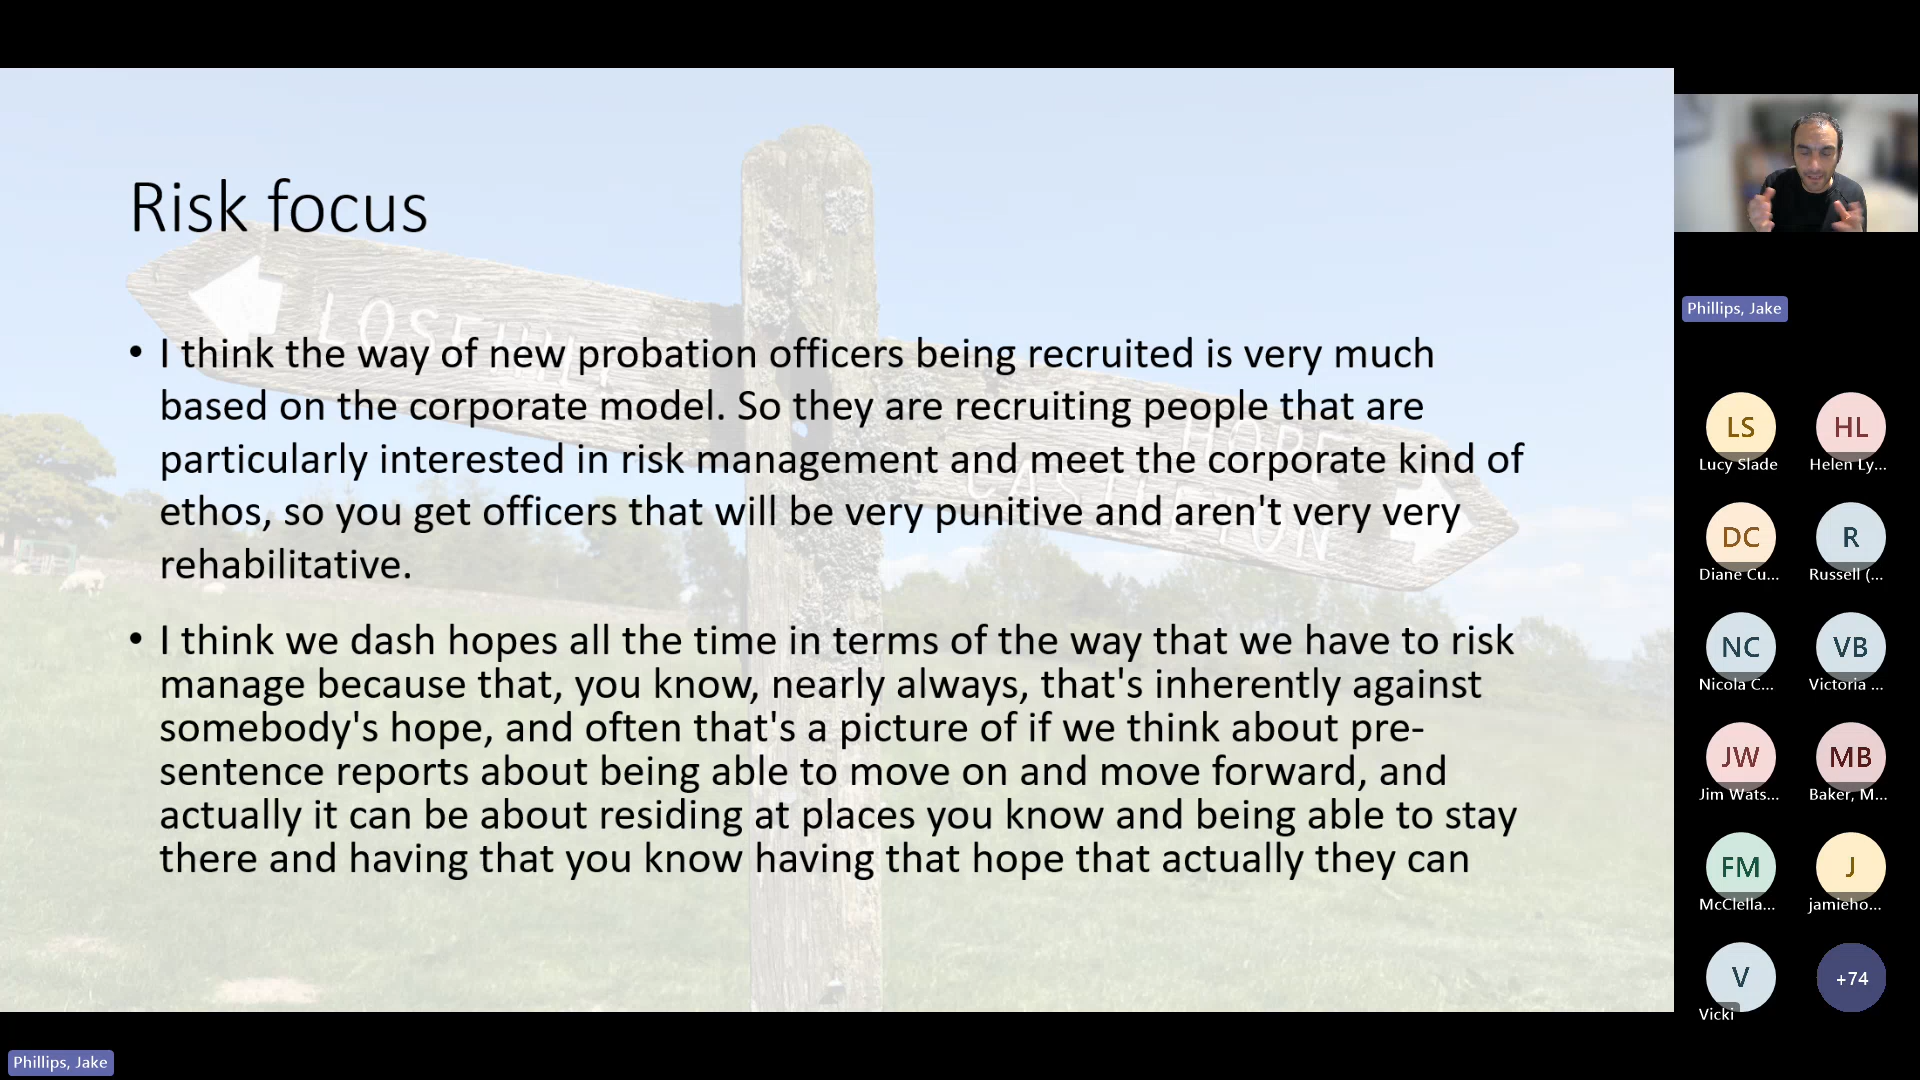 Risk focus
LOSEHILL
HOPE
CASTLETON
• I think the way of new probation officers being recruited is very much
based on the corporate model. So they are recruiting people that are
particularly interested in risk management and meet the corporate kind of
ethos, so you get officers that will be very punitive and aren't very very
rehabilitative.
• I think we dash hopes all the time in terms of the way that we have to risk
manage because that, you know, nearly always, that's inherently against
somebody's hope, and often that's a picture of if we think about pre-
sentence reports about being able to move on and move forward, and
actually it can be about residing at places you know and being able to stay
there and having that you know having that hope that actually they can
Phillips, Jake
LS
HL
Lucy Slade
Helen Ly...
DC
R
Diane Cu...
Russell (...
NC
VB
Nicola C...
Victoria ...
JW
MB
Jim Wats...
Baker, M...
FM
J
McClella...
jamieho...
V
+74
Vicki
Phillips, Jake